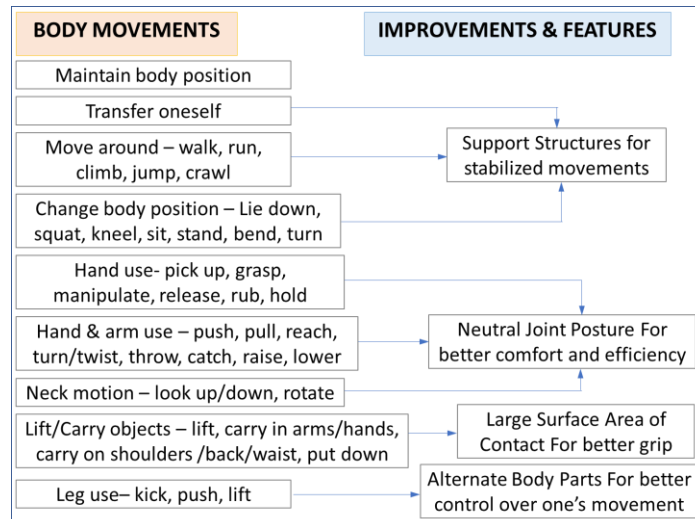 BODY MOVEMENTS
IMPROVEMENTS & FEATURES
Maintain body position
Transfer oneself
Move around – walk, run,
climb, jump, crawl
Support Structures for
stabilized movements
Change body position – Lie down,
squat, kneel, sit, stand, bend, turn
Hand use- pick up, grasp,
manipulate, release, rub, hold
Hand & arm use – push, pull, reach,
turn/twist, throw, catch, raise, lower
Neutral Joint Posture For
better comfort and efficiency
Neck motion – look up/down, rotate
Lift/Carry objects – lift, carry in arms/hands,
carry on shoulders /back/waist, put down
Large Surface Area of
Contact For better grip
Leg use– kick, push, lift
Alternate Body Parts For better
control over one's movement